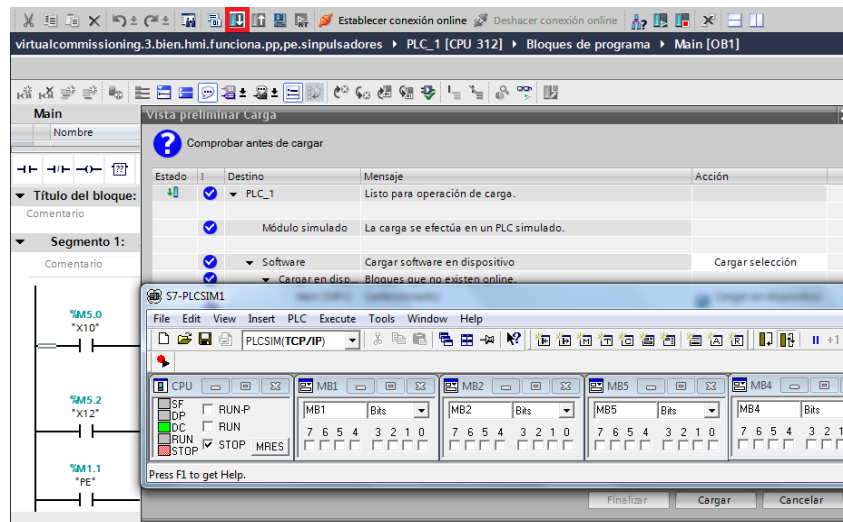 Establecer conexión online Deshacer conexión online
virtualcommissioning.3.bien.hmi.funciona.pp,pe.sinpulsadores PLC_1 [CPU 312] Bloques de programa Main [OB1]
Main
Nombre
Vista preliminar Carga
Comprobar antes de cargar
Estado ! Destino Mensaje Acción
PLC_1 Listo para operación de carga.
Módulo simulado La carga se efectúa en un PLC simulado.
Software Cargar software en dispositivo Cargar selección
Cargar en disp... Bloques que no existen online.
??
Título del bloque:
Comentario
Segmento 1:
Comentario
%M5.0
"X10"
%M5.2
"X12"
%M1.1
"PE"
S7-PLCSIM1
File Edit View Insert PLC Execute Tools Window Help
PLCSIM(TCP/IP) +1
CPU MB1 MB2 MB5 MB4
SF
DP
DC
RUN
STOP
RUN-P
RUN
STOP MRES
MB1 Bits
7 6 5 4 3 2 1 0
MB2 Bits
7 6 5 4 3 2 1 0
MB5 Bits
7 6 5 4 3 2 1 0
MB4 Bits
7 6 5 4 3 2 1
Press F1 to get Help.
Finalizar Cargar Cancelar